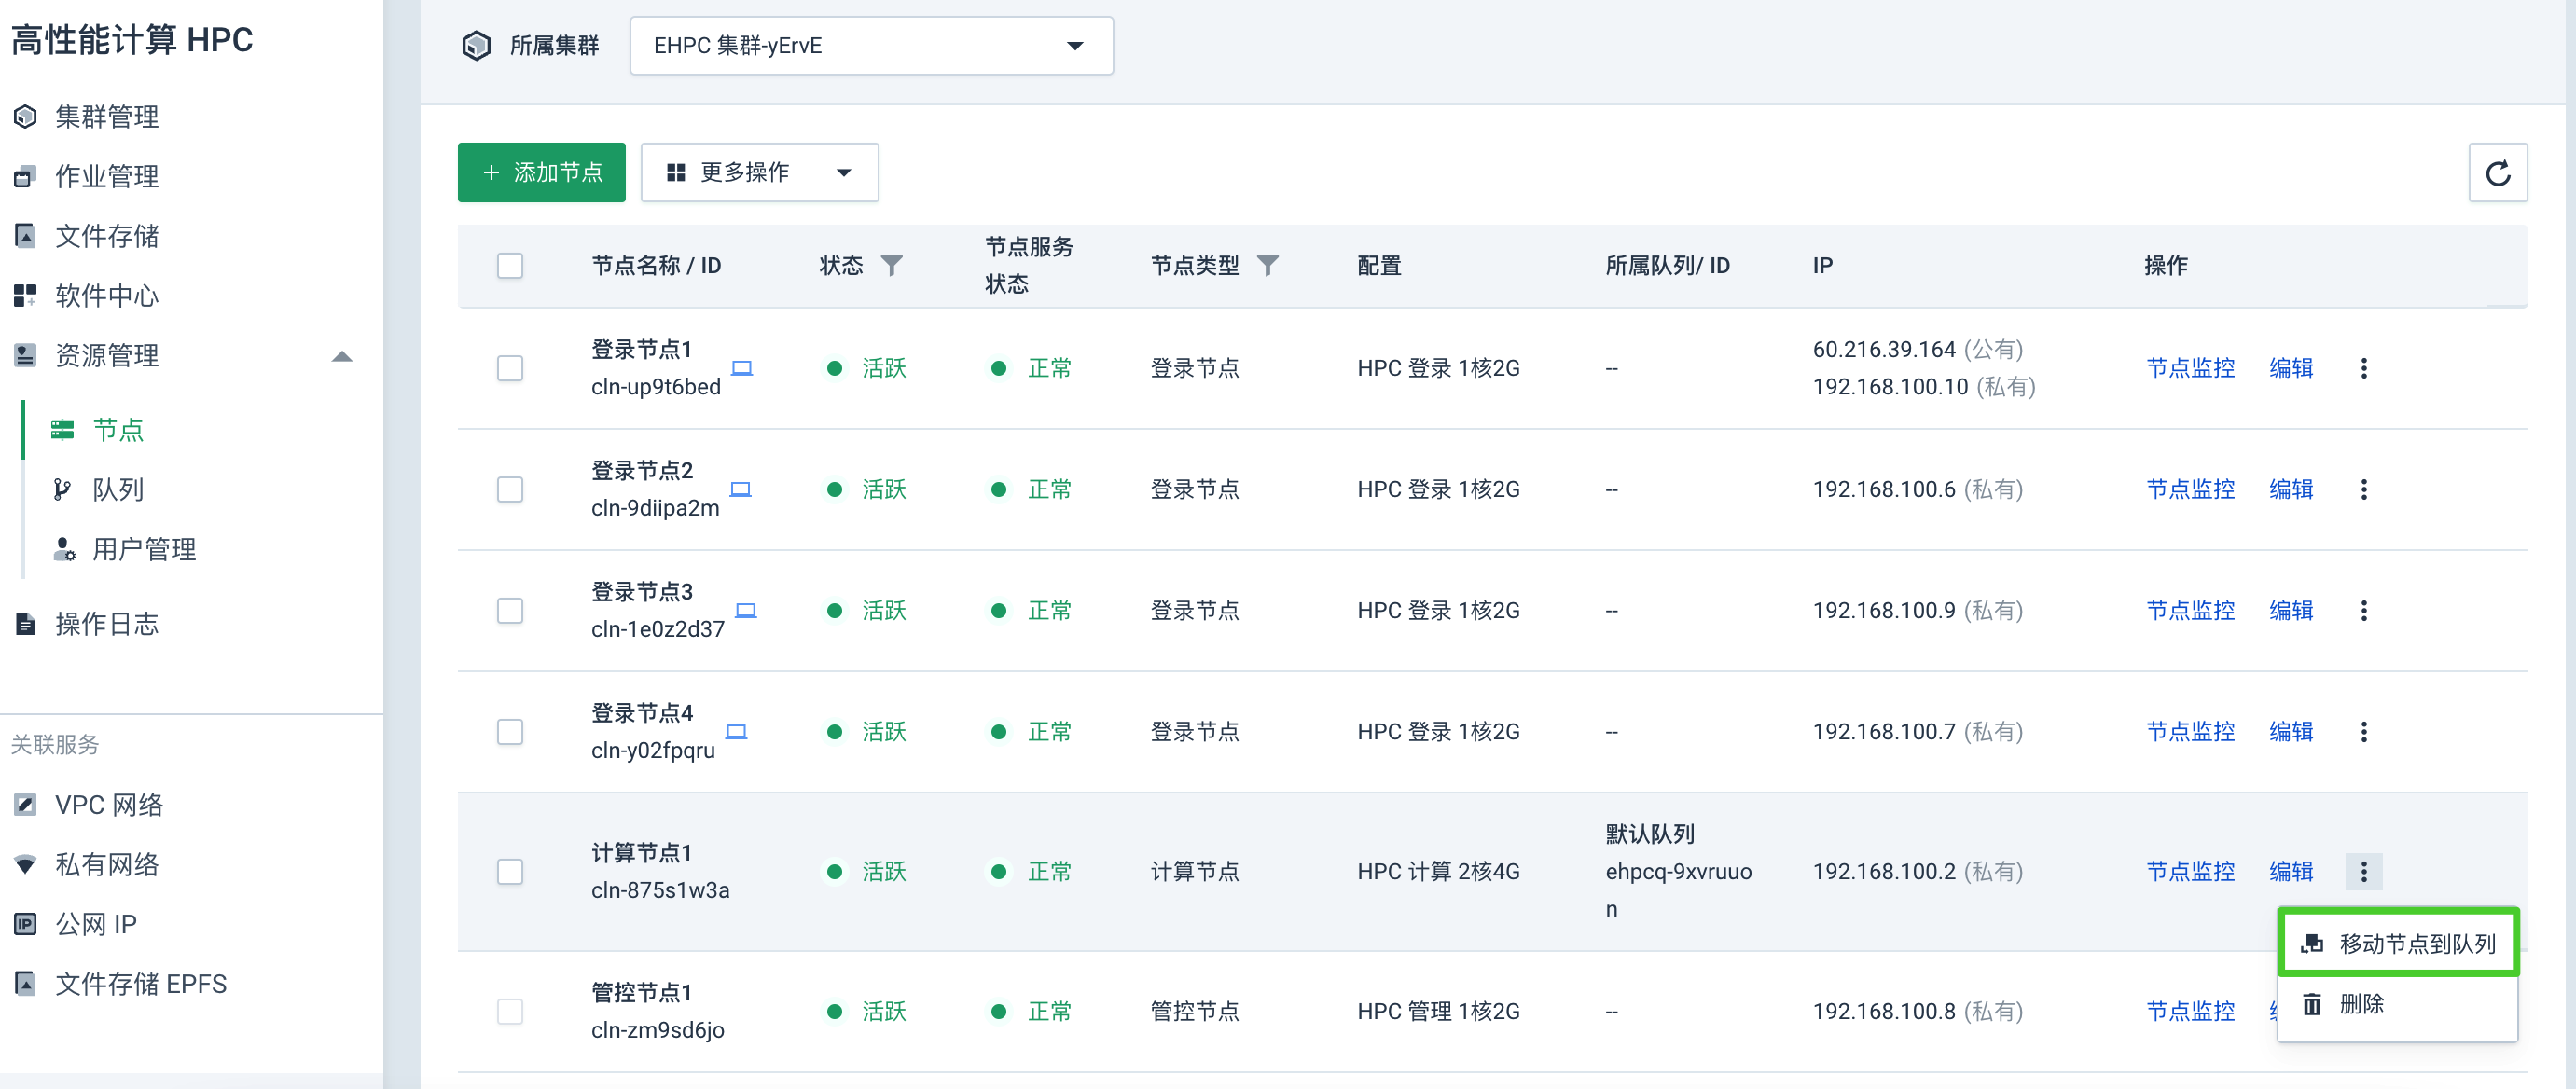 高性能计算 HPC
集群管理
作业管理
文件存储
软件中心
资源管理
节点
队列
用户管理
操作日志
关联服务
VPC 网络
私有网络
IP 公网 IP
文件存储 EPFS
所属集群 EHPC 集群-yErvE
+ 添加节点 更多操作
节点名称 / ID 状态 节点服务状态 节点类型 配置 所属队列/ ID IP 操作
登录节点1
cln-up9t6bed 活跃 正常 登录节点 HPC 登录 1核2G -- 60.216.39.164 (公有)
192.168.100.10 (私有) 节点监控 编辑
登录节点2
cln-9diipa2m 活跃 正常 登录节点 HPC 登录 1核2G -- 192.168.100.6 (私有) 节点监控 编辑
登录节点3
cln-1e0z2d37 活跃 正常 登录节点 HPC 登录 1核2G -- 192.168.100.9 (私有) 节点监控 编辑
登录节点4
cln-y02fpqru 活跃 正常 登录节点 HPC 登录 1核2G -- 192.168.100.7 (私有) 节点监控 编辑
计算节点1
cln-875s1w3a 活跃 正常 计算节点 HPC 计算 2核4G 默认队列
ehpcq-9xvruuo
n 192.168.100.2 (私有) 节点监控 编辑
移动节点到队列
删除
管控节点1
cln-zm9sd6jo 活跃 正常 管控节点 HPC 管理 1核2G -- 192.168.100.8 (私有) 节点监控